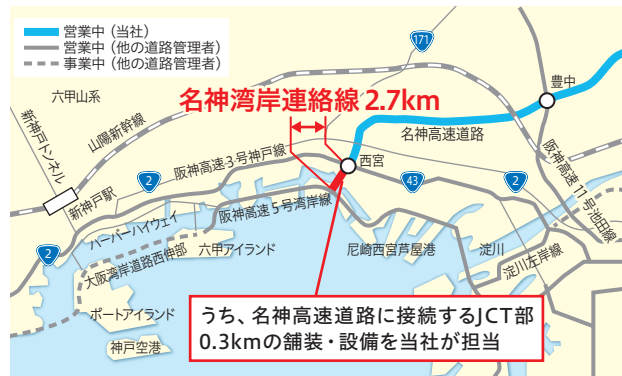 営業中（当社）
営業中（他の道路管理者）
事業中（他の道路管理者）
171
豊中
六甲山系
名神湾岸連絡線 2.7km
新神戸トンネル
山陽新幹線
名神高速道路
阪神高速3号神戸線
西宮
阪神高速11号池田線
2
43
2
新神戸駅
阪神高速5号湾岸線
ハーバーハイウェイ
2
大阪湾岸道路西伸部
六甲アイランド
尼崎西宮芦屋港
淀川
淀川左岸線
ポートアイランド
神戸空港
うち、名神高速道路に接続するJCT部
0.3kmの舗装・設備を当社が担当